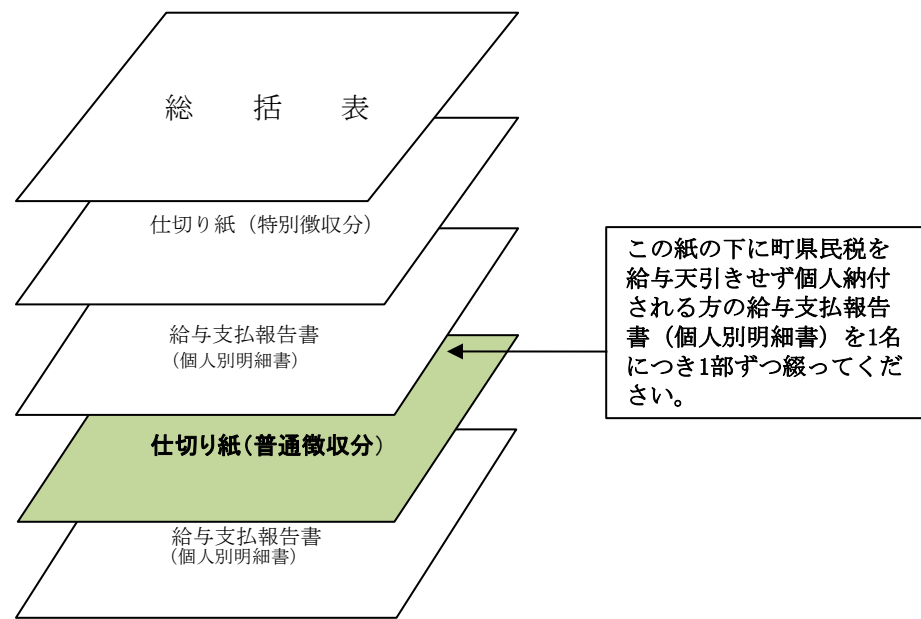 総　括　表
仕切り紙（特別徴収分）
給与支払報告書
（個人別明細書）
仕切り紙（普通徴収分）
給与支払報告書
（個人別明細書）
この紙の下に町県民税を
給与天引きせず個人納付
される方の給与支払報告
書（個人別明細書）を1名
につき1部ずつ綴ってくだ
さい。